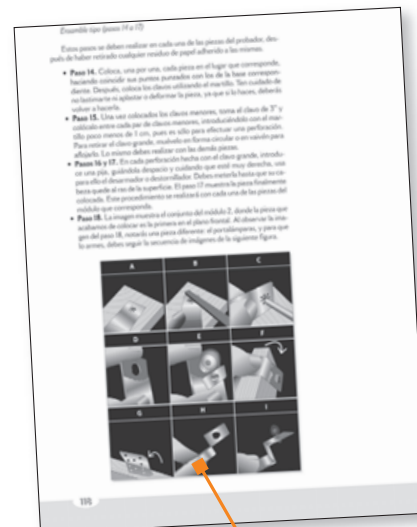 Ensamble tipo (pasos 14 a 17)
Estos pasos se deben realizar en cada una de las piezas del probador, des-
pués de haber retirado cualquier residuo de papel adherido a las mismas.
• Paso 14. Coloca, una por una, cada pieza en el lugar que corresponde,
haciendo coincidir sus puntos punteados con los de la base correspon-
diente. Después, coloca los clavos utilizando el martillo. Ten cuidado de
no lastimarte ni aplastar o deformar la pieza, ya que si lo haces, deberás
volver a hacerla.
• Paso 15. Una vez colocados los clavos menores, toma el clavo de 3" y
colócalo entre cada par de clavos menores, introduciéndolo con el mar-
tillo poco menos de 1 cm, pues es sólo para efectuar una perforación.
Para retirar el clavo grande, muévelo en forma circular o en vaivén para
aflojarlo. Lo mismo debes realizar con las demás piezas.
• Pasos 16 y 17. En cada perforación hecha con el clavo grande, introdu-
ce una pija, guiándola despacio y cuidando que esté muy derecha, usa
para ello el desarmador o destornillador. Debes meterla hasta que su ca-
beza quede al ras de la superficie. El paso 17 muestra la pieza finalmente
colocada. Este procedimiento se realizará con cada una de las piezas del
módulo que corresponda.
• Paso 18. La imagen muestra el conjunto del módulo 2, donde la pieza que
acabamos de colocar es la primera en el plano frontal. Al observar la ima-
gen del paso 18, notarás una pieza diferente: el portalámparas, y para que
lo armes, debes seguir la secuencia de imágenes de la siguiente figura.
A B C
D E F
G H I